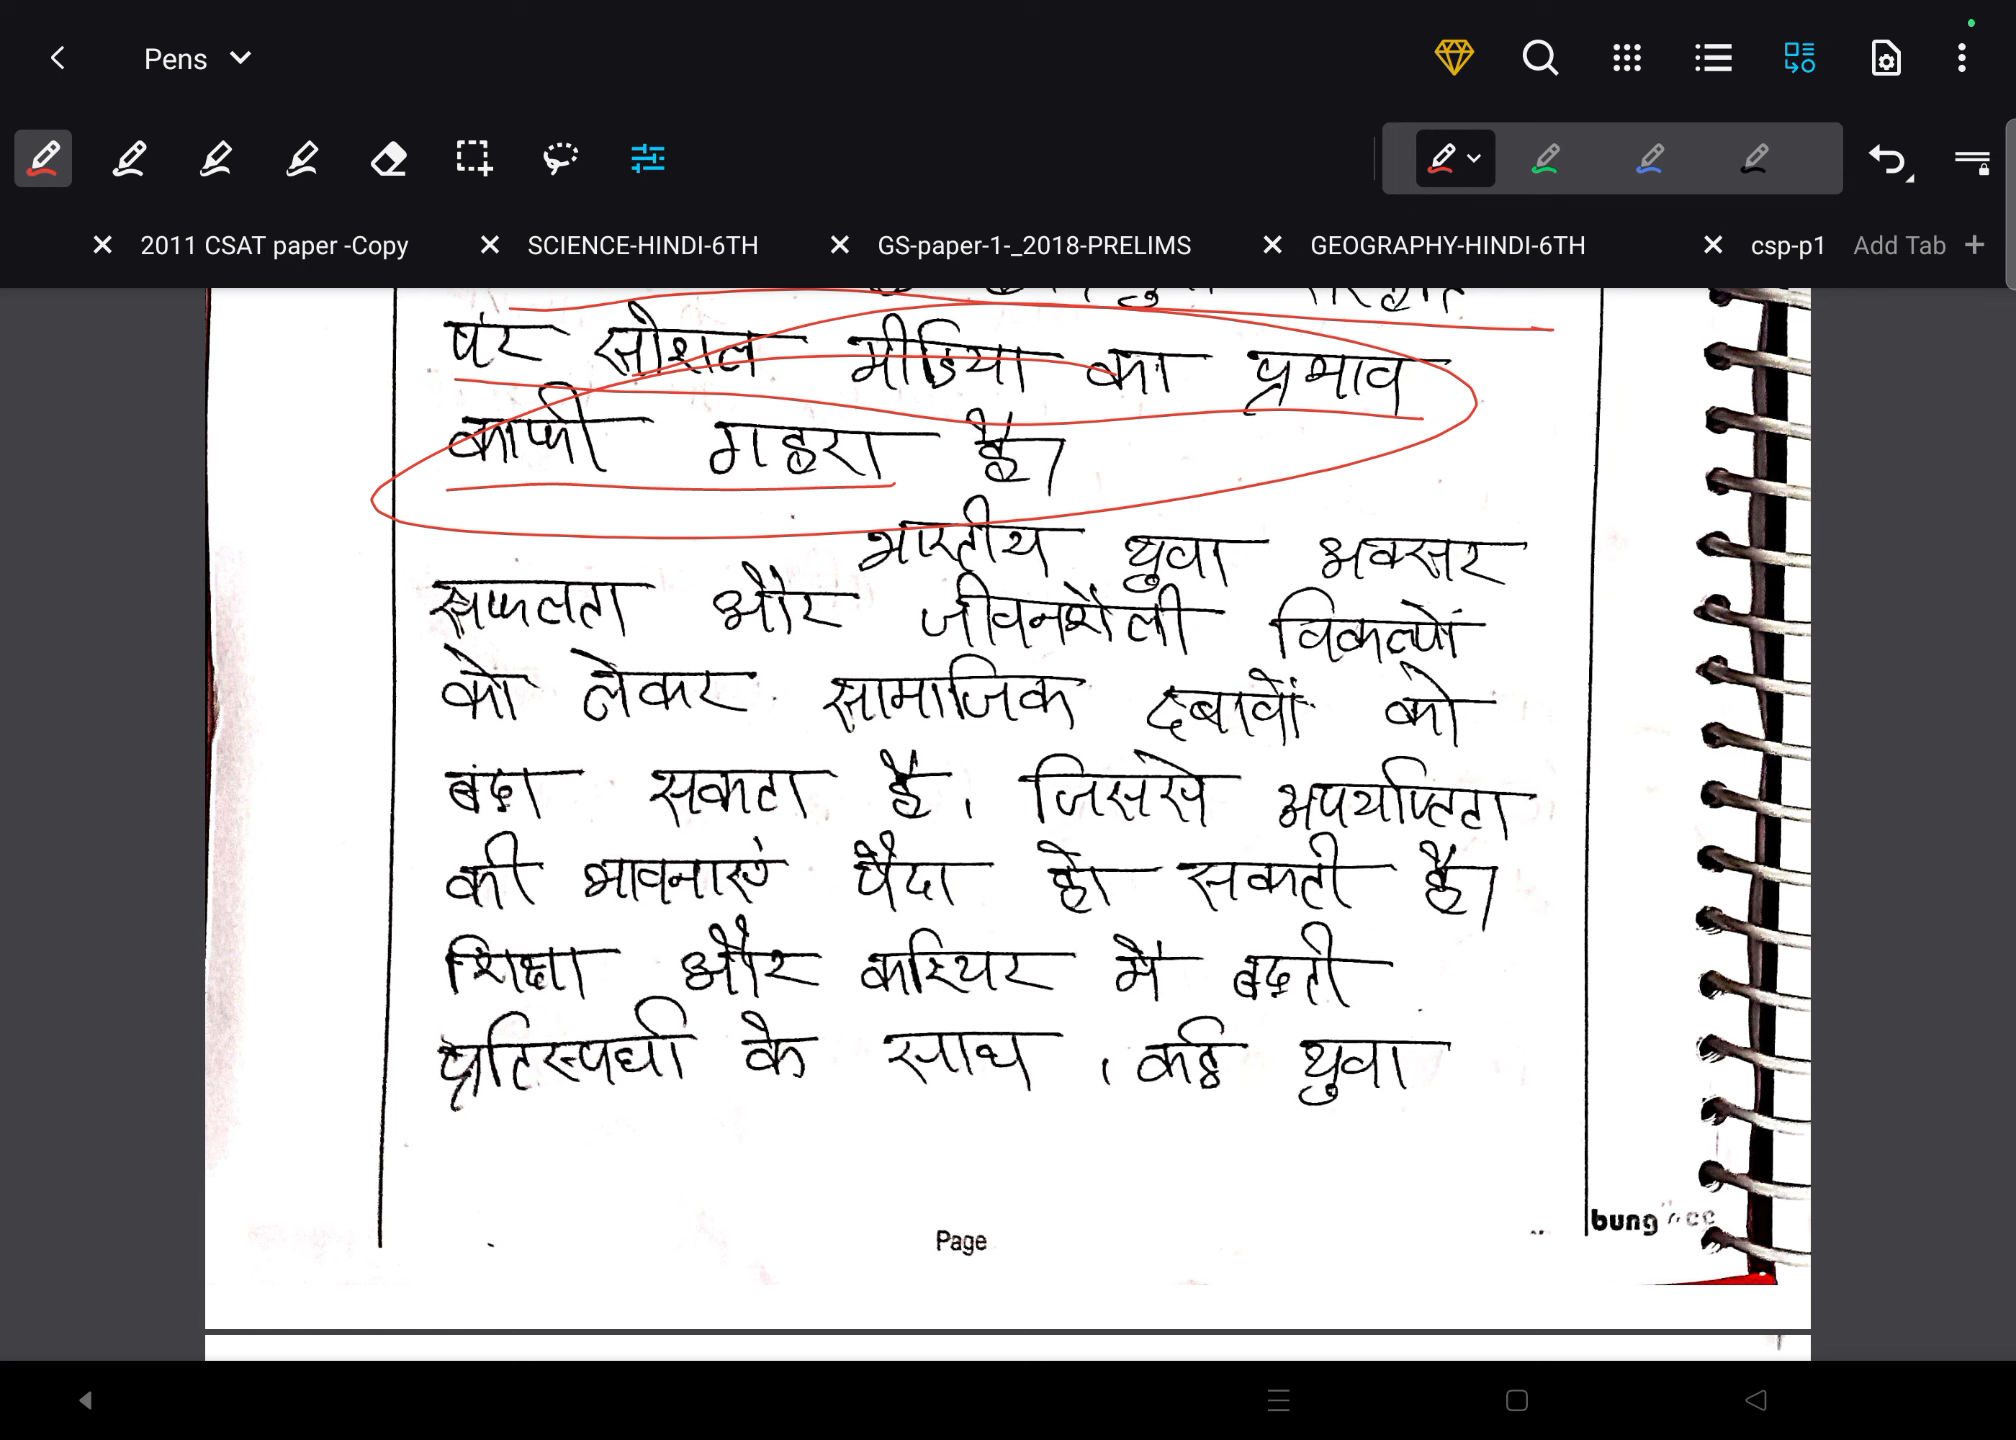 Pens
2011 CSAT paper -Copy SCIENCE-HINDI-6TH GS-paper-1-_2018-PRELIMS GEOGRAPHY-HINDI-6TH csp-p1 Add Tab
पर सोशल मीडिया का प्रभाव
काफी गहरा है।
भारतीय युवा अक्सर
सफलता और जीवनशैली विकल्पों
को लेकर सामाजिक दबावों को
बढ़ा सकता है, जिससे अपर्याप्तता
की भावनाएं पैदा हो सकती है।
शिक्षा और करियर में बढ़ती
प्रतिस्पर्धा के साथ, कई युवा
Page
bung